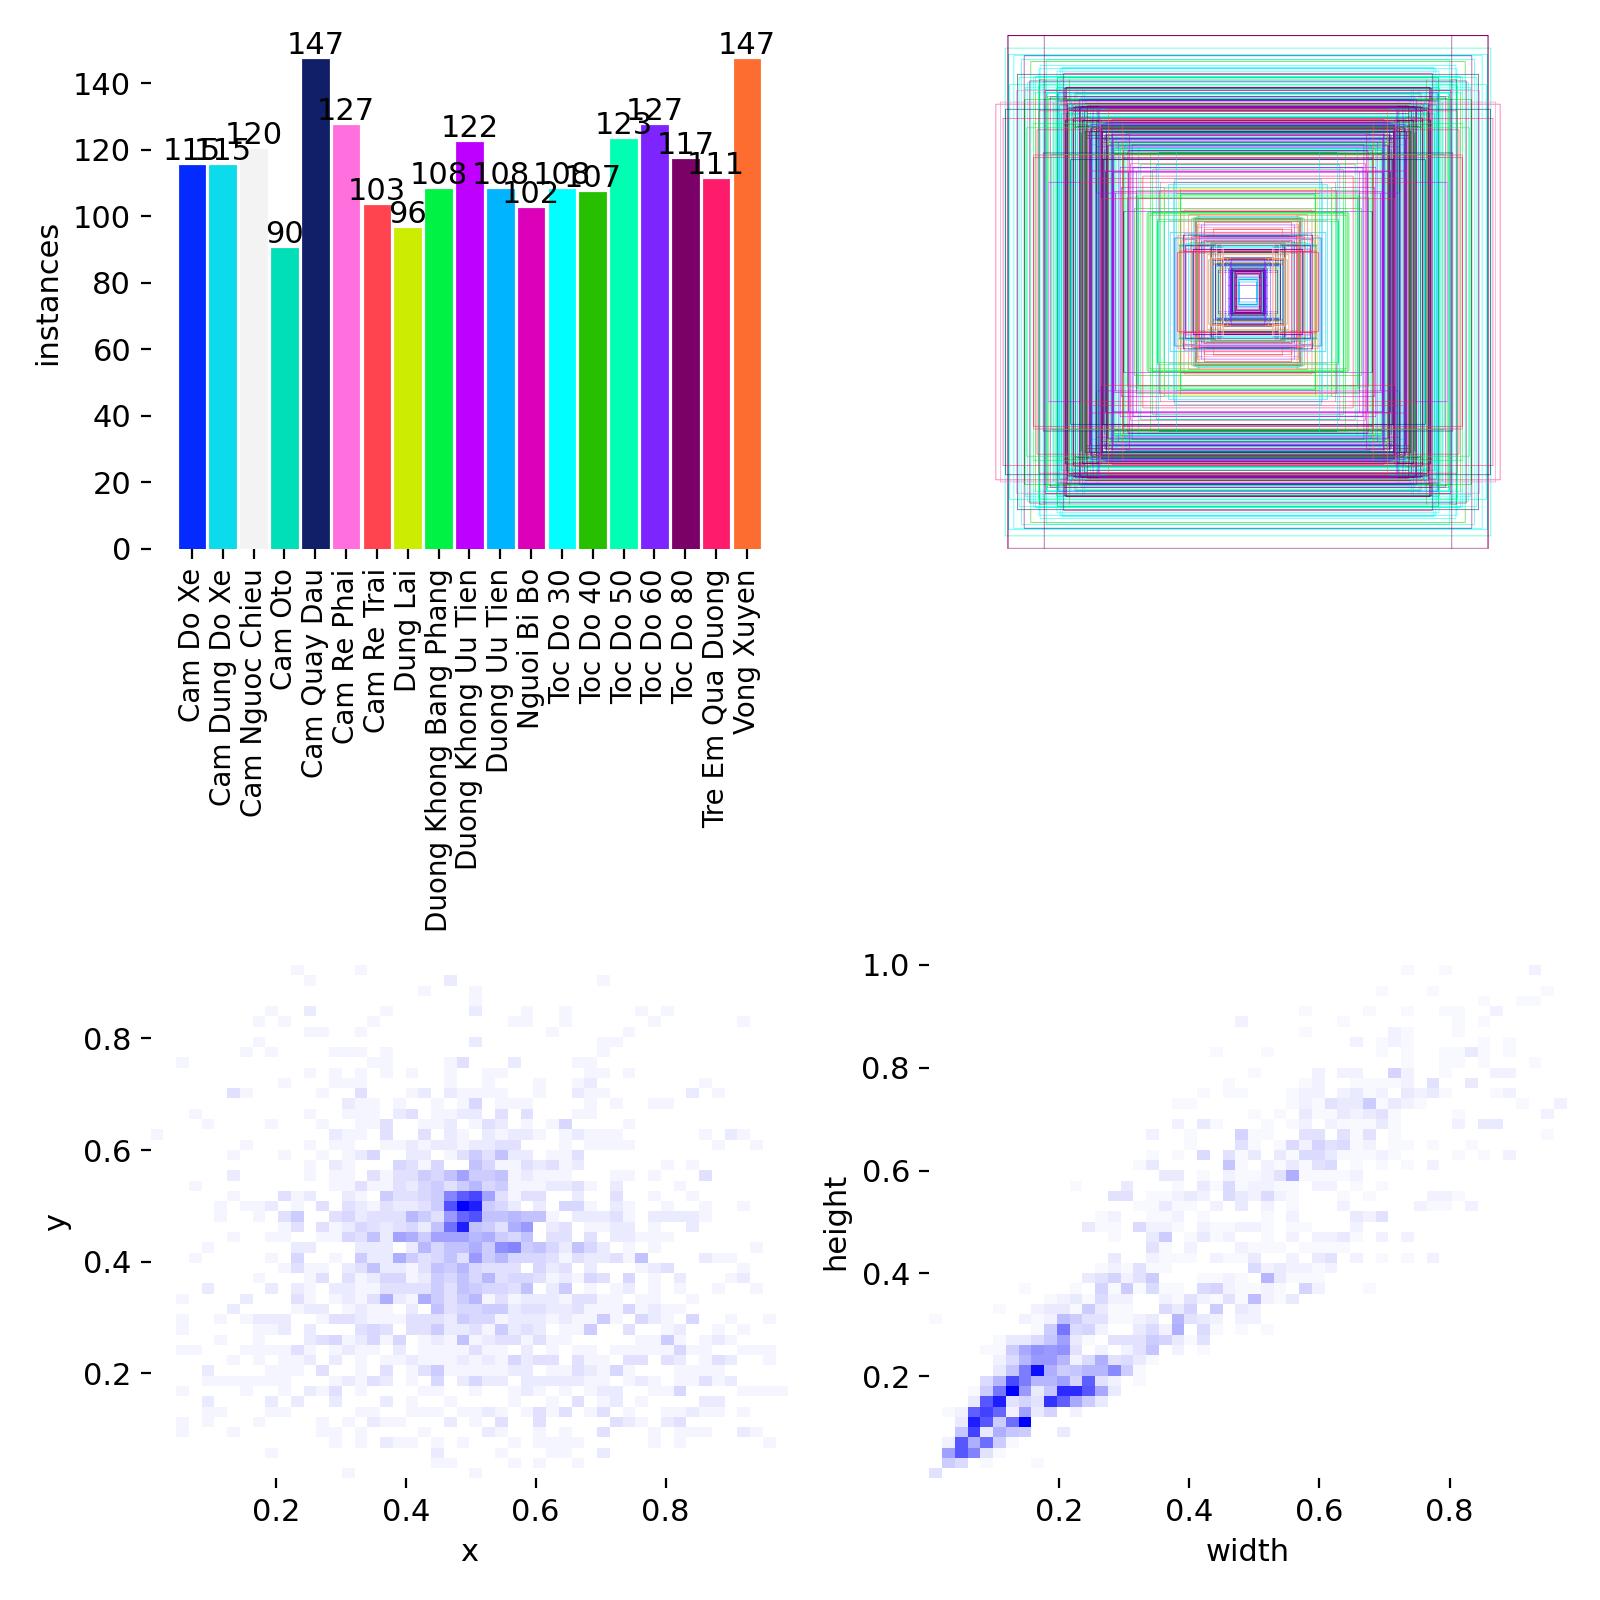 instances
140
120
100
80
60
40
20
0
115
115
120
90
147
127
103
96
108
122
108
102
108
107
123
127
117
111
147
Cam Do Xe
Cam Dung Do Xe
Cam Nguoc Chieu
Cam Oto
Cam Quay Dau
Cam Re Phai
Cam Re Trai
Dung Lai
Duong Khong Bang Phang
Duong Khong Uu Tien
Duong Uu Tien
Nguoi Bi Bo
Toc Do 30
Toc Do 40
Toc Do 50
Toc Do 60
Toc Do 80
Tre Em Qua Duong
Vong Xuyen
y
0.8
0.6
0.4
0.2
0.2
0.4
0.6
0.8
x
height
1.0
0.8
0.6
0.4
0.2
0.2
0.4
0.6
0.8
width